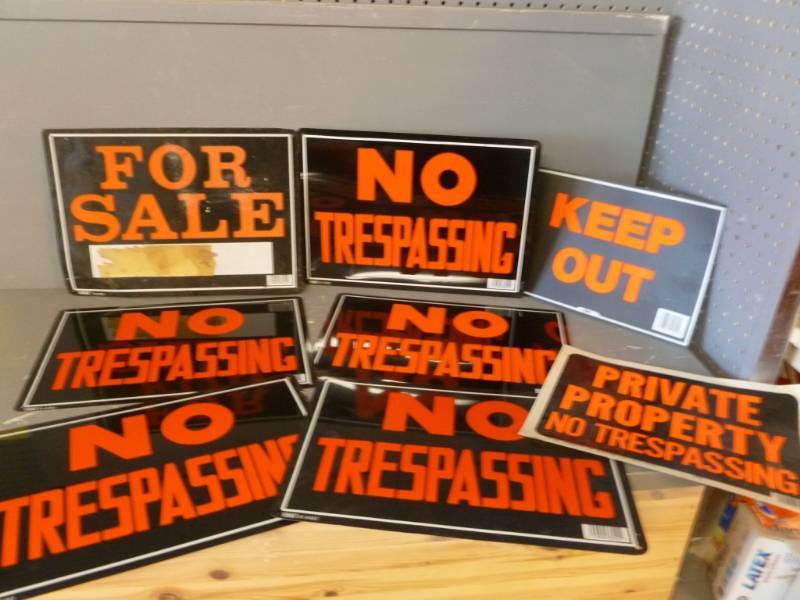 FOR
SALE
NO
TRESPASSING
KEEP
OUT
NO
TRESPASSING
NO
TRESPASSING
PRIVATE
PROPERTY
NO TRESPASSING
NO
TRESPASSING
NO
TRESPASSING
LATEX